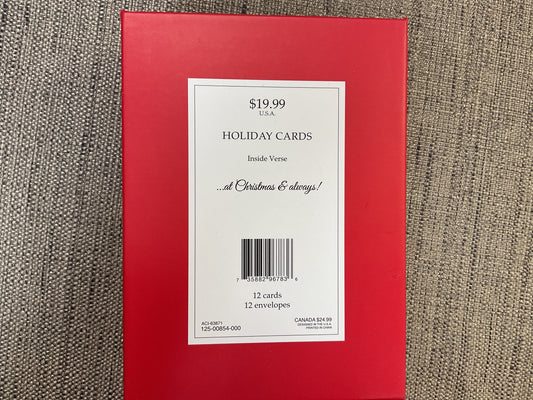 $19.99
U.S.A.
HOLIDAY CARDS
Inside Verse
...at Christmas & always!
7 35882 96783 6
12 cards
12 envelopes
ACI-83671
125-00854-000
CANADA $24.99
DESIGNED IN THE U.S.A.
PRINTED IN CHINA